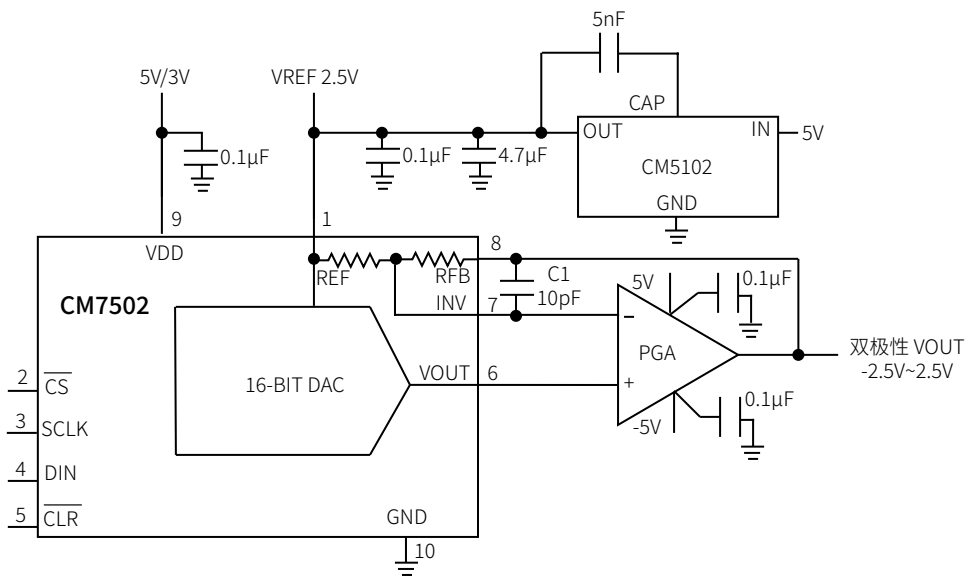 5nF
5V/3V
VREF 2.5V
CAP
OUT
IN
5V
0.1μF
0.1μF
4.7μF
CM5102
GND
9
1
VDD
8
REF
RFB
C1
10pF
5V
0.1μF
CM7502
INV
7
PGA
双极性 VOUT
-2.5V~2.5V
2
CS
16-BIT DAC
VOUT
6
+
0.1μF
-5V
3
SCLK
4
DIN
5
CLR
GND
10